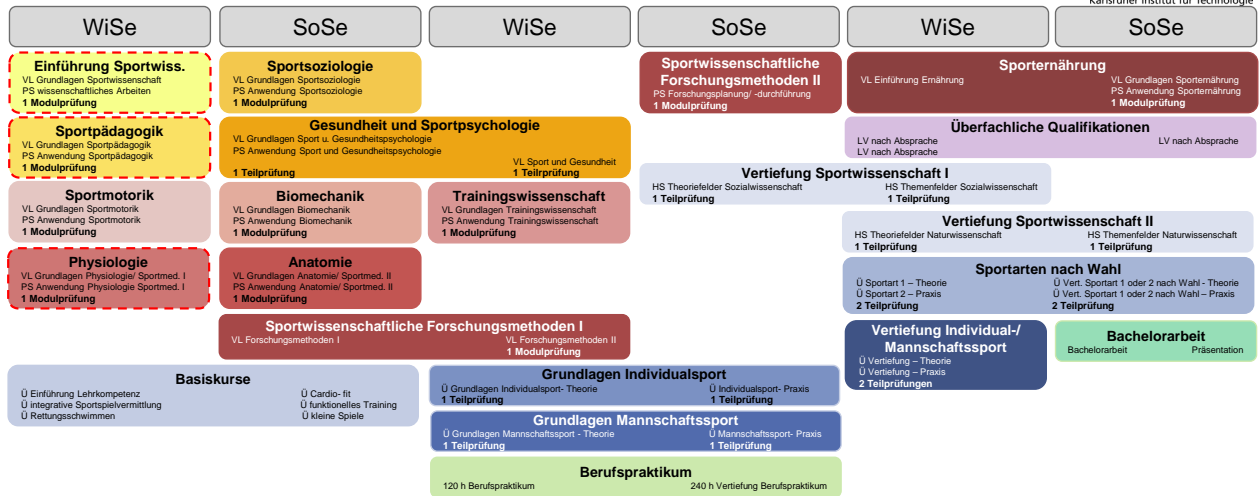 Karlsruher Institut für Technologie
WiSe
SoSe
WiSe
SoSe
WiSe
SoSe
Einführung Sportwiss.
VL Grundlagen Sportwissenschaft
PS wissenschaftliches Arbeiten
1 Modulprüfung
Sportsoziologie
VL Grundlagen Sportsoziologie
PS Anwendung Sportsoziologie
1 Modulprüfung
Sportwissenschaftliche
Forschungsmethoden II
PS Forschungsplanung/ -durchführung
1 Modulprüfung
Sporternährung
VL Einführung Ernährung
VL Grundlagen Sporternährung
PS Anwendung Sporternährung
1 Modulprüfung
Sportpädagogik
VL Grundlagen Sportpädagogik
PS Anwendung Sportpädagogik
1 Modulprüfung
Gesundheit und Sportpsychologie
VL Grundlagen Sport u. Gesundheitspsychologie
PS Anwendung Sport und Gesundheitspsychologie
1 Teilprüfung
VL Sport und Gesundheit
1 Teilprüfung
Überfachliche Qualifikationen
LV nach Absprache
LV nach Absprache
LV nach Absprache
Vertiefung Sportwissenschaft I
HS Theoriefelder Sozialwissenschaft
1 Teilprüfung
HS Themenfelder Sozialwissenschaft
1 Teilprüfung
Sportmotorik
VL Grundlagen Sportmotorik
PS Anwendung Sportmotorik
1 Modulprüfung
Biomechanik
VL Grundlagen Biomechanik
PS Anwendung Biomechanik
1 Modulprüfung
Trainingswissenschaft
VL Grundlagen Trainingswissenschaft
PS Anwendung Trainingswissenschaft
1 Modulprüfung
Vertiefung Sportwissenschaft II
HS Theoriefelder Naturwissenschaft
1 Teilprüfung
HS Themenfelder Naturwissenschaft
1 Teilprüfung
Physiologie
VL Grundlagen Physiologie/ Sportmed. I
PS Anwendung Physiologie Sportmed. I
1 Modulprüfung
Anatomie
VL Grundlagen Anatomie/ Sportmed. II
PS Anwendung Anatomie/ Sportmed. II
1 Modulprüfung
Sportarten nach Wahl
Ü Sportart 1 – Theorie
Ü Sportart 2 – Praxis
2 Teilprüfung
Ü Vert. Sportart 1 oder 2 nach Wahl - Theorie
Ü Vert. Sportart 1 oder 2 nach Wahl – Praxis
2 Teilprüfung
Sportwissenschaftliche Forschungsmethoden I
VL Forschungsmethoden I
VL Forschungsmethoden II
1 Modulprüfung
Vertiefung Individual-/
Mannschaftssport
Ü Vertiefung – Theorie
Ü Vertiefung – Praxis
2 Teilprüfungen
Bachelorarbeit
Bachelorarbeit
Präsentation
Basiskurse
Ü Einführung Lehrkompetenz
Ü integrative Sportspielvermittlung
Ü Rettungsschwimmen
Ü Cardio- fit
Ü funktionelles Training
Ü kleine Spiele
Grundlagen Individualsport
Ü Grundlagen Individualsport- Theorie
1 Teilprüfung
Ü Individualsport- Praxis
1 Teilprüfung
Grundlagen Mannschaftssport
Ü Grundlagen Mannschaftssport - Theorie
1 Teilprüfung
Ü Mannschaftssport- Praxis
1 Teilprüfung
Berufspraktikum
120 h Berufspraktikum
240 h Vertiefung Berufspraktikum